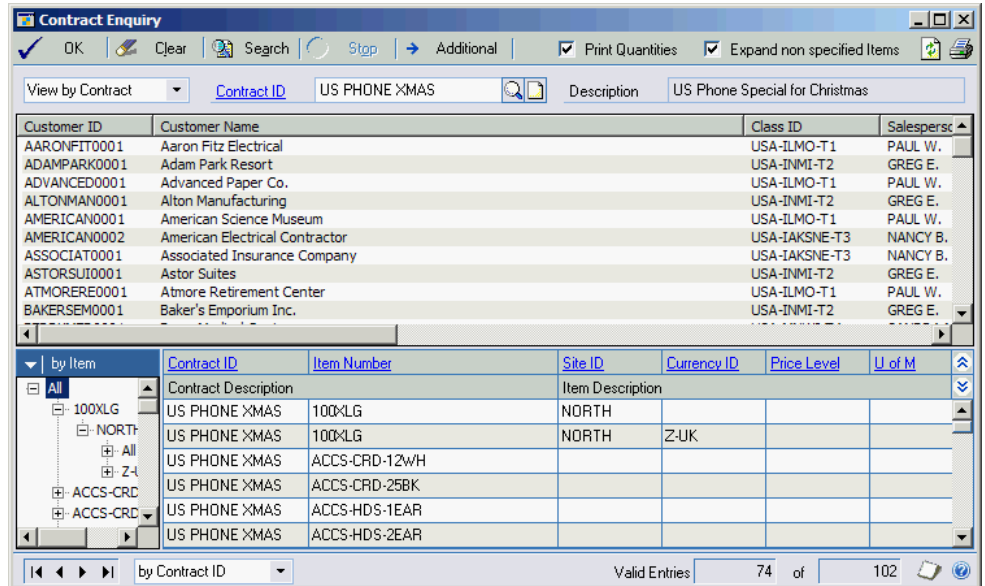 Contract Enquiry
OK Clear Search Stop Additional Print Quantities Expand non specified Items
View by Contract Contract ID US PHONE XMAS Description US Phone Special for Christmas
Customer ID Customer Name Class ID Salesperso
AARONFIT0001 Aaron Fitz Electrical USA-ILMO-T1 PAUL W.
ADAMPARK0001 Adam Park Resort USA-INMI-T2 GREG E.
ADVANCED0001 Advanced Paper Co. USA-ILMO-T1 PAUL W.
ALTONMAN0001 Alton Manufacturing USA-INMI-T2 GREG E.
AMERICAN0001 American Science Museum USA-ILMO-T1 PAUL W.
AMERICAN0002 American Electrical Contractor USA-IAKSNE-T3 NANCY B.
ASSOCIAT0001 Associated Insurance Company USA-IAKSNE-T3 NANCY B.
ASTORSUI0001 Astor Suites USA-INMI-T2 GREG E.
ATMORERE0001 Atmore Retirement Center USA-ILMO-T1 PAUL W.
BAKERSEM0001 Baker's Emporium Inc. USA-INMI-T2 GREG E.
by Item Contract ID Item Number Site ID Currency ID Price Level U of M
All Contract Description Item Description
100XLG US PHONE XMAS 100XLG NORTH
NORTH US PHONE XMAS 100XLG NORTH Z-UK
All US PHONE XMAS ACCS-CRD-12WH
Z-U US PHONE XMAS ACCS-CRD-25BK
ACCS-CRD US PHONE XMAS ACCS-HDS-1EAR
ACCS-CRD US PHONE XMAS ACCS-HDS-2EAR
by Contract ID Valid Entries 74 of 102